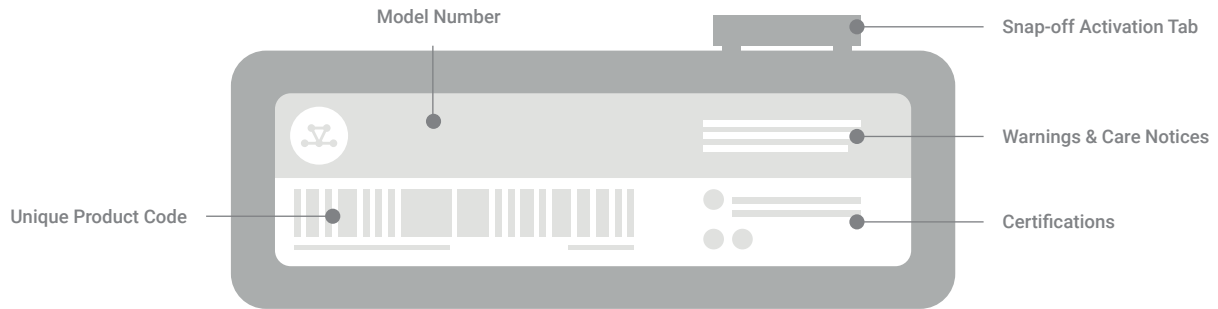 Model Number
Snap-off Activation Tab
Warnings & Care Notices
Unique Product Code
Certifications